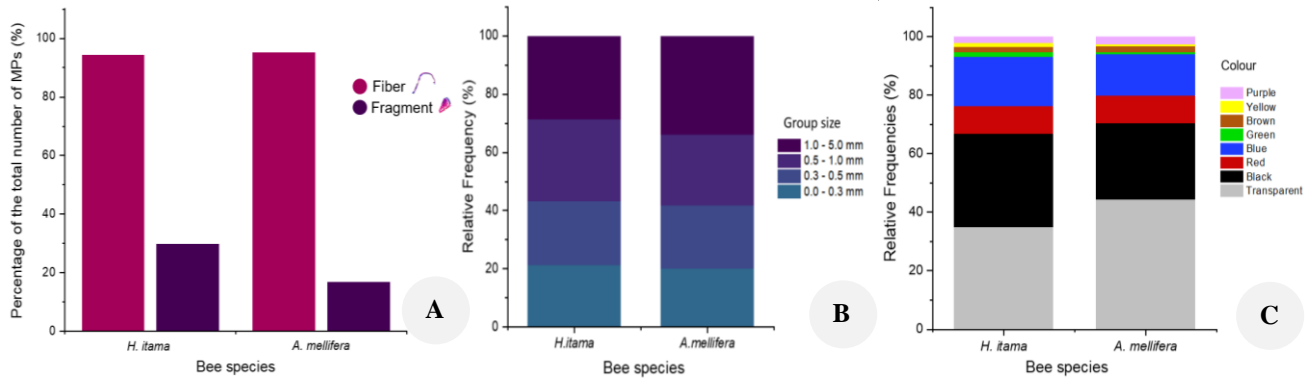 Percentage of the total number of MPs (%)
100
80
60
40
20
0
H. itama
A. mellifera
Bee species
Fiber
Fragment
A
Relative Frequency (%)
100
80
60
40
20
0
H.itama
A.mellifera
Bee species
Group size
1.0 - 5.0 mm
0.5 - 1.0 mm
0.3 - 0.5 mm
0.0 - 0.3 mm
B
Relative Frequencies (%)
100
80
60
40
20
0
H. itama
A. mellifera
Bee species
Colour
Purple
Yellow
Brown
Green
Blue
Red
Black
Transparent
C